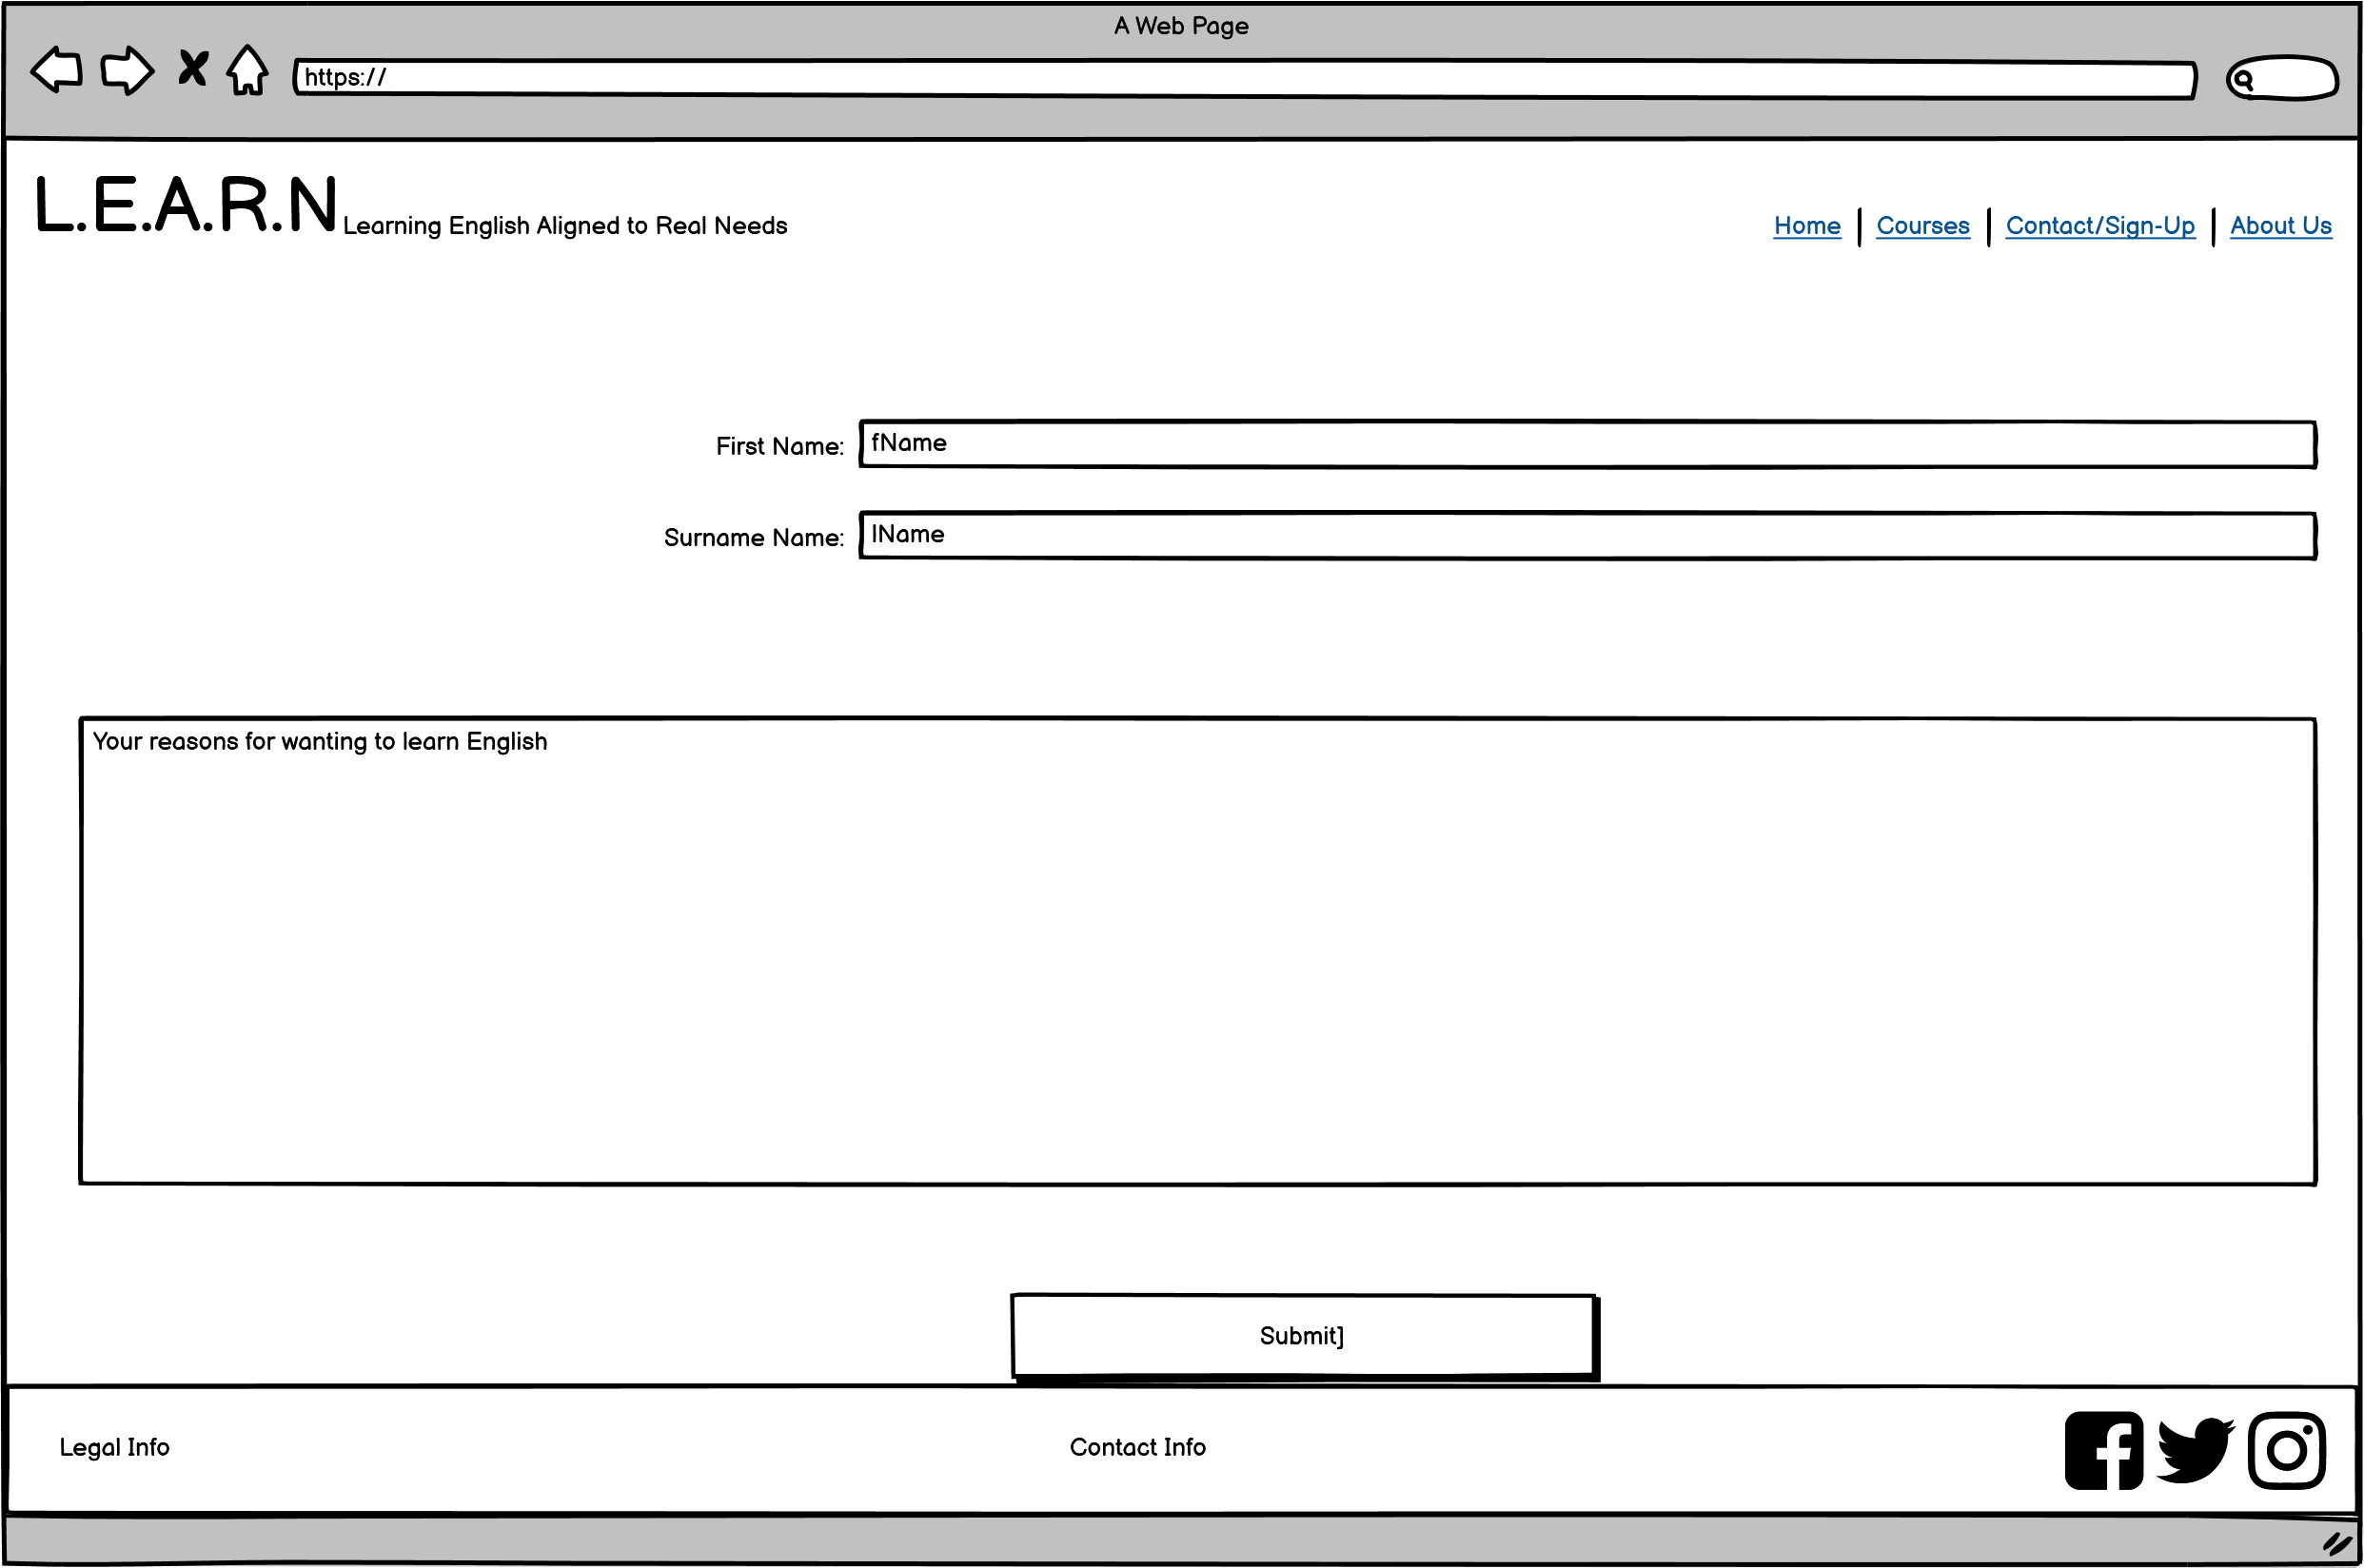 A Web Page
https://
L.E.A.R.N Learning English Aligned to Real Needs
Home | Courses | Contact/Sign-Up | About Us
First Name: fName
Surname Name: lName
Your reasons for wanting to learn English
Submit]
Legal Info Contact Info